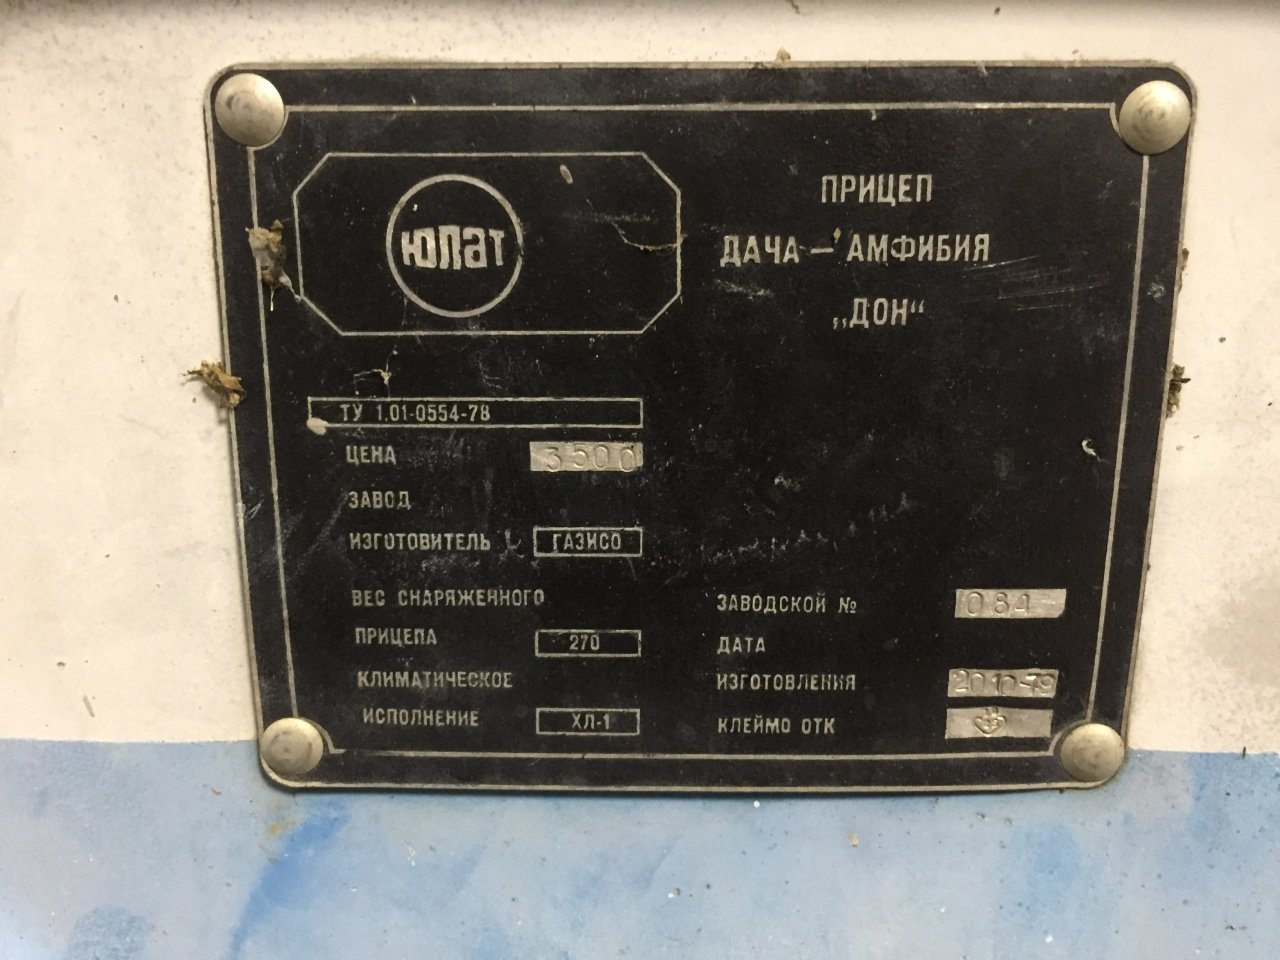 ЮЛАТ
ПРИЦЕП
ДАЧА — АМФИБИЯ
„ДОН“
ТУ 1.01-0554-78
ЦЕНА 3500
ЗАВОД
ИЗГОТОВИТЕЛЬ ГАЗИСО
ВЕС СНАРЯЖЕННОГО
ПРИЦЕПА 270
КЛИМАТИЧЕСКОЕ
ИСПОЛНЕНИЕ ХЛ-1
ЗАВОДСКОЙ № 084
ДАТА
ИЗГОТОВЛЕНИЯ 20 10-79
КЛЕЙМО ОТК